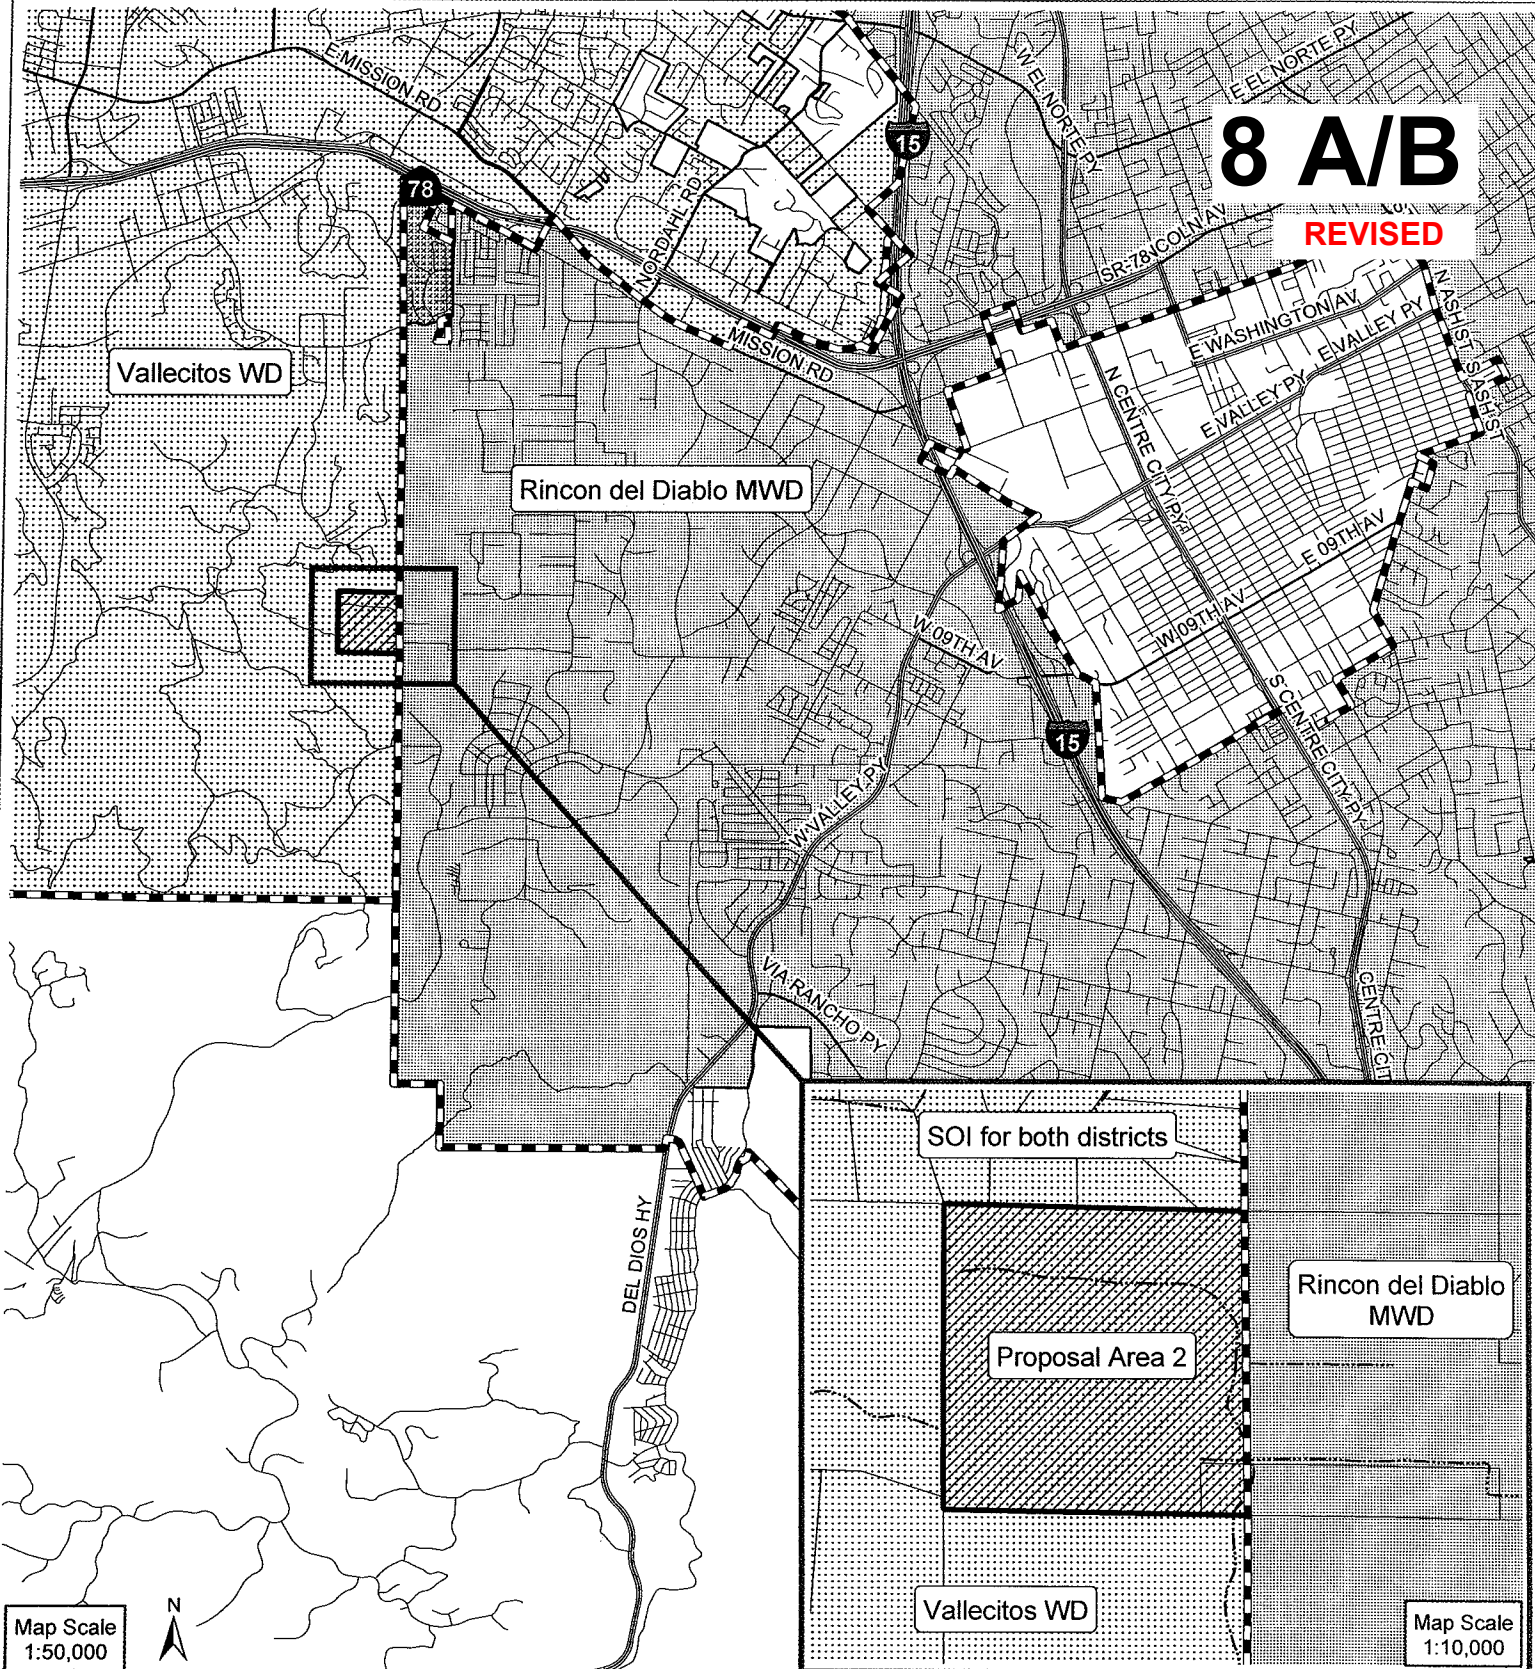 E MISSION RD
W EL NORTE PY
E EL NORTE PY
15
8 A/B
REVISED
78
NORDAHL RD
SR-78
LINCOLN AV
MISSION RD
E WASHINGTON AV
E VALLEY PY
N ASH ST
S ASH ST
Vallecitos WD
N CENTRE CITY PY
E VALLEY PY
Rincon del Diablo MWD
E 09TH AV
W 09TH AV
W 09TH AV
S CENTRE CITY PY
15
W VALLEY PY
VIA RANCHO PY
CENTRE CIT
DEL DIOS HY
SOI for both districts
Rincon del Diablo
MWD
Proposal Area 2
Vallecitos WD
Map Scale
1:50,000
N
Map Scale
1:10,000